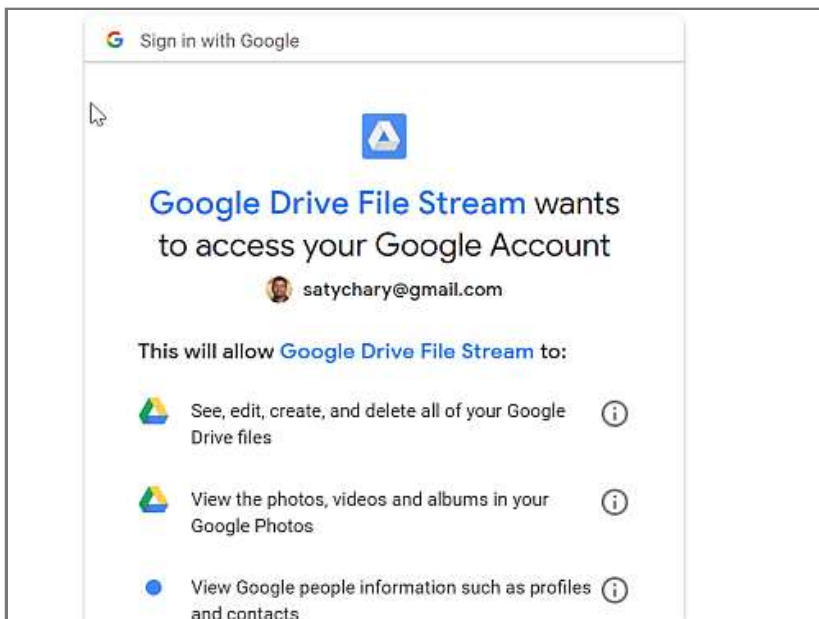 Sign in with Google
Google Drive File Stream wants
to access your Google Account
satychary@gmail.com
This will allow Google Drive File Stream to:
See, edit, create, and delete all of your Google
Drive files
View the photos, videos and albums in your
Google Photos
View Google people information such as profiles
and contacts